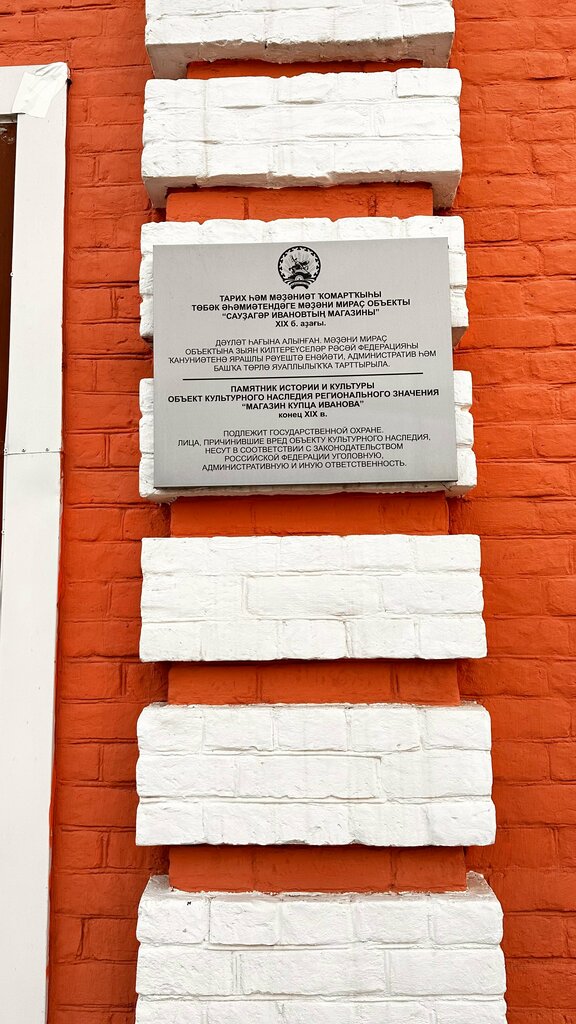 ТАРИХ ҺӘМ МӘҘӘНИӘТ ҠОМАРТҠЫҺЫ
ТӨБӘК ӘҺӘМИӘТЕНДӘГЕ МӘҘӘНИ МИРАҪ ОБЪЕКТЫ
"САУҘАГӘР ИВАНОВТЫҢ МАГАЗИНЫ"
XIX б. аҙағы.
ДӘҮЛӘТ ҺАҒЫНА АЛЫНҒАН. МӘҘӘНИ МИРАҪ
ОБЪЕКТЫНА ЗЫЯН КИЛТЕРЕҮСЕЛӘР РӘСӘЙ ФЕДЕРАЦИЯҺЫ
ҠАНУНИӘТЕНӘ ЯРАШЛЫ РӘҮЕШТӘ ЕНӘЙӘТИ, АДМИНИСТРАТИВ ҺӘМ
БАШҠА ТӨРЛӨ ЯУАПЛЫЛЫҠҠА ТАРТТЫРЫЛА.
ПАМЯТНИК ИСТОРИИ И КУЛЬТУРЫ
ОБЪЕКТ КУЛЬТУРНОГО НАСЛЕДИЯ РЕГИОНАЛЬНОГО ЗНАЧЕНИЯ
"МАГАЗИН КУПЦА ИВАНОВА"
конец XIX в.
ПОДЛЕЖИТ ГОСУДАРСТВЕННОЙ ОХРАНЕ.
ЛИЦА, ПРИЧИНИВШИЕ ВРЕД ОБЪЕКТУ КУЛЬТУРНОГО НАСЛЕДИЯ,
НЕСУТ В СООТВЕТСТВИИ С ЗАКОНОДАТЕЛЬСТВОМ
РОССИЙСКОЙ ФЕДЕРАЦИИ УГОЛОВНУЮ,
АДМИНИСТРАТИВНУЮ И ИНУЮ ОТВЕТСТВЕННОСТЬ.